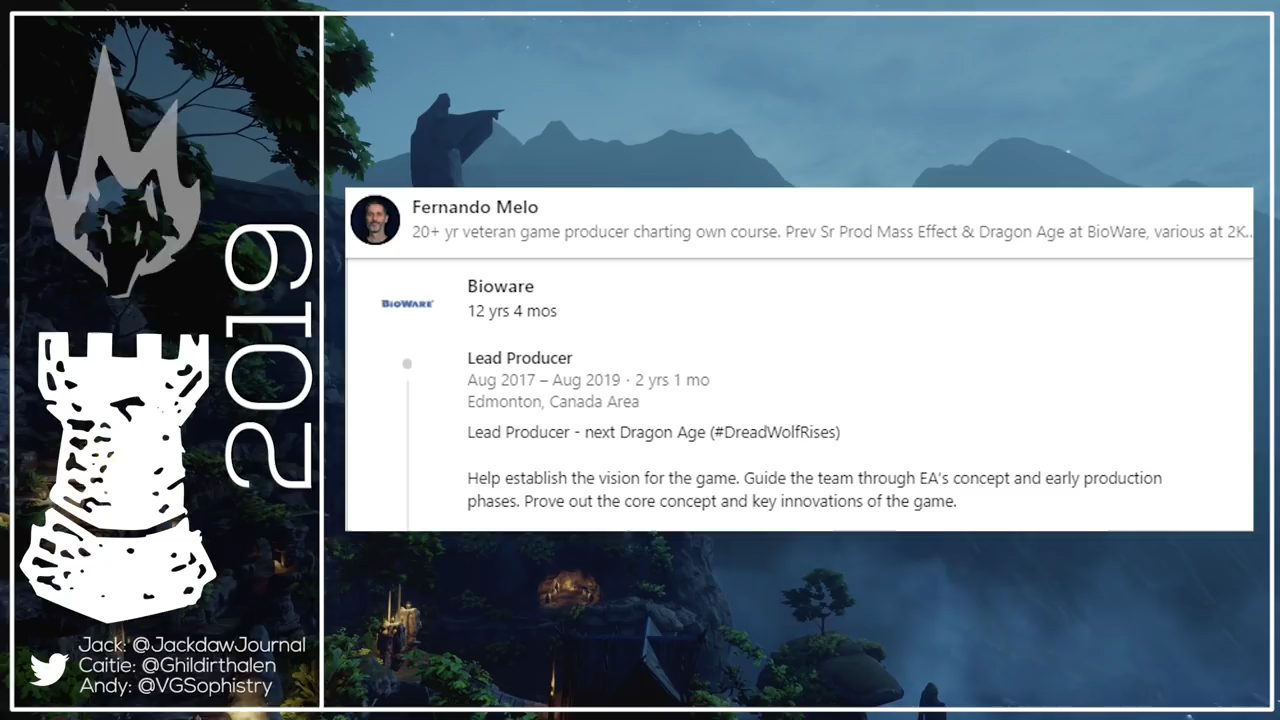 2019
Jack: @JackdawJournal
Caitie: @Ghildirthalen
Andy: @VGSophistry
Fernando Melo
20+ yr veteran game producer charting own course. Prev Sr Prod Mass Effect & Dragon Age at BioWare, various at 2K..
BIOWARE
Bioware
12 yrs 4 mos
Lead Producer
Aug 2017 – Aug 2019 · 2 yrs 1 mo
Edmonton, Canada Area
Lead Producer - next Dragon Age (#DreadWolfRises)
Help establish the vision for the game. Guide the team through EA's concept and early production
phases. Prove out the core concept and key innovations of the game.